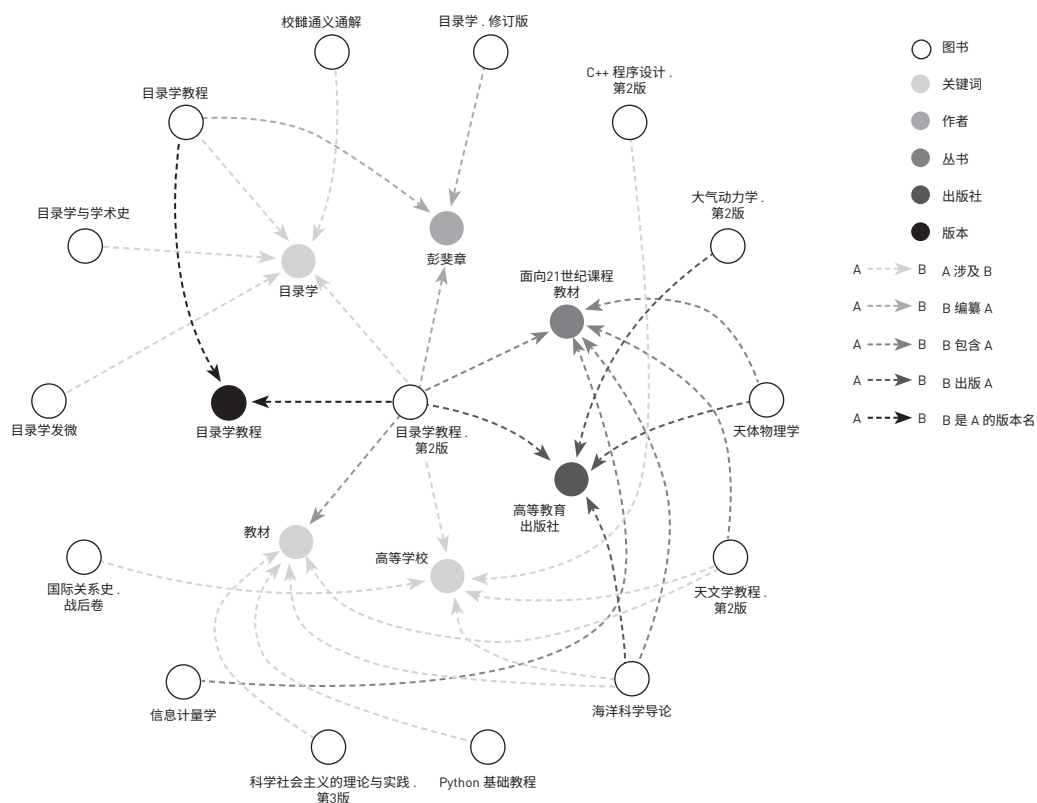 校雠通义通解
目录学 . 修订版
C++ 程序设计 .
第2版
目录学教程
大气动力学 .
第2版
目录学与学术史
彭斐章
面向21世纪课程
教材
目录学
目录学发微
目录学教程
目录学教程 .
第2版
天体物理学
高等教育
出版社
教材
高等学校
国际关系史 .
战后卷
天文学教程 .
第2版
信息计量学
海洋科学导论
科学社会主义的理论与实践 .
第3版
Python 基础教程
图书
关键词
作者
丛书
出版社
版本
A B A 涉及 B
A B B 编纂 A
A B B 包含 A
A B B 出版 A
A B B 是 A 的版本名